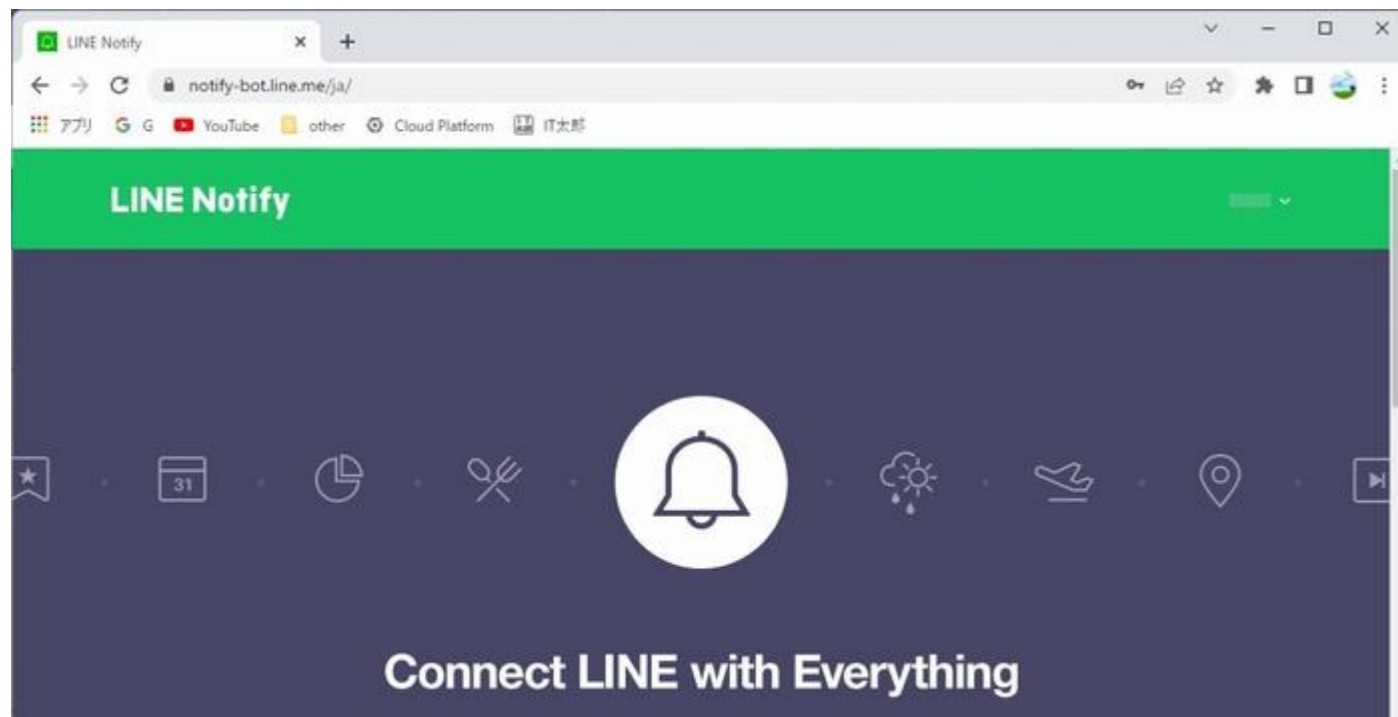 LINE Notify
notify-bot.line.me/ja/
アプリ G YouTube other Cloud Platform IT太郎
LINE Notify
31
Connect LINE with Everything